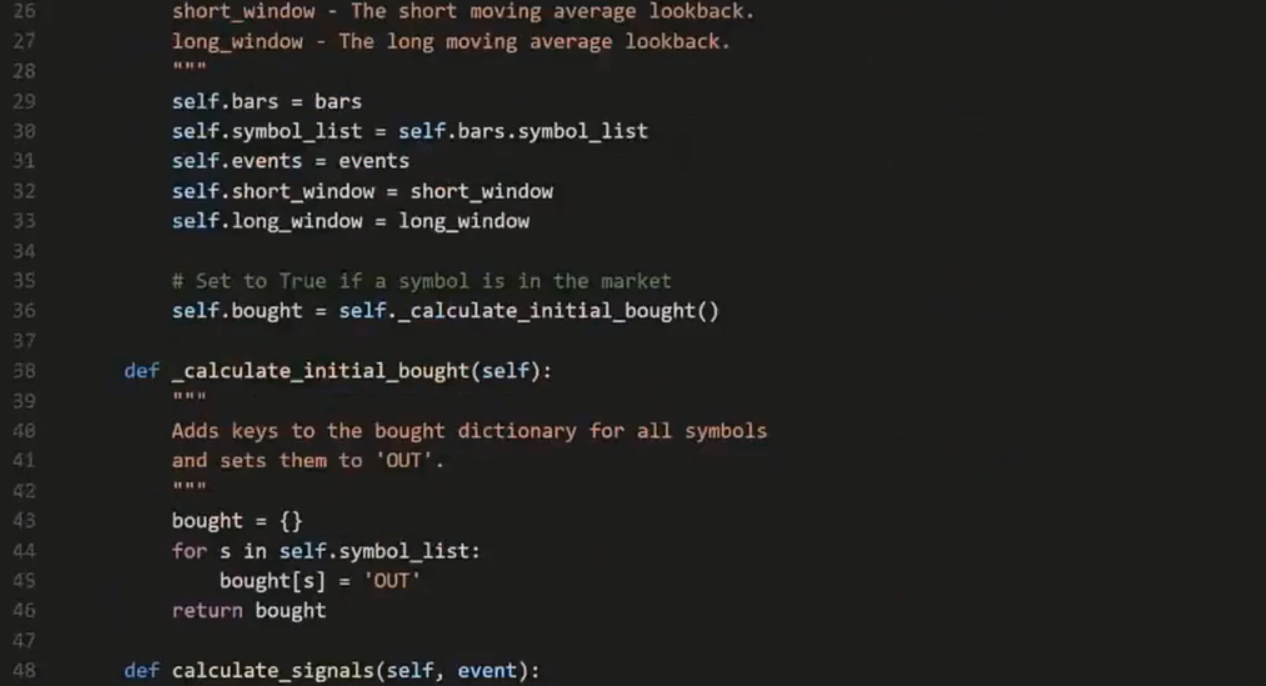 26 short_window - The short moving average lookback.
27 long_window - The long moving average lookback.
28 """
29 self.bars = bars
30 self.symbol_list = self.bars.symbol_list
31 self.events = events
32 self.short_window = short_window
33 self.long_window = long_window
34
35 # Set to True if a symbol is in the market
36 self.bought = self._calculate_initial_bought()
37
38 def _calculate_initial_bought(self):
39 """
40 Adds keys to the bought dictionary for all symbols
41 and sets them to 'OUT'.
42 """
43 bought = {}
44 for s in self.symbol_list:
45 bought[s] = 'OUT'
46 return bought
47
48 def calculate_signals(self, event):